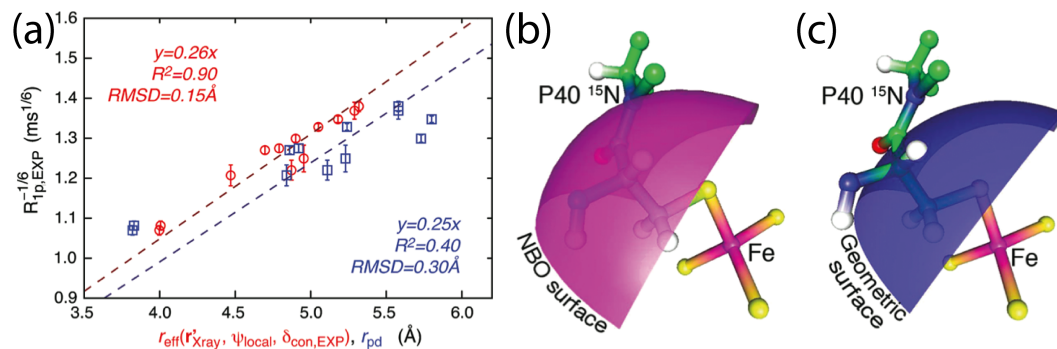 (a)
1.6
1.5
1.4
1.3
1.2
1.1
1.0
0.9
R1p,EXP^-1/6 (ms^1/6)
y=0.26x
R²=0.90
RMSD=0.15Å
y=0.25x
R²=0.40
RMSD=0.30Å
3.5 4.0 4.5 5.0 5.5 6.0
reff(r'Xray, ψlocal, δcon,EXP), rpd (Å)
(b)
P40 ¹⁵N
Fe
NBO surface
(c)
P40 ¹⁵N
Fe
Geometric
surface